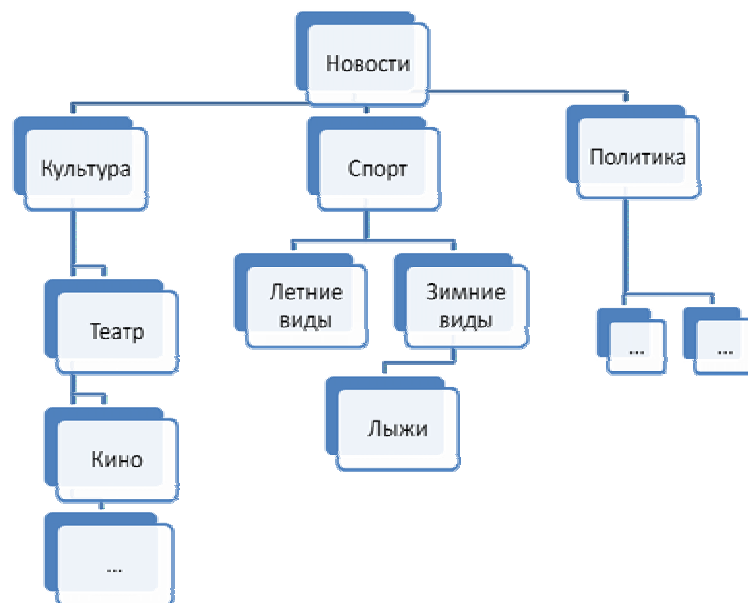 Новости
Культура
Спорт
Политика
Летние
виды
Зимние
виды
Театр
...
...
Лыжи
Кино
...